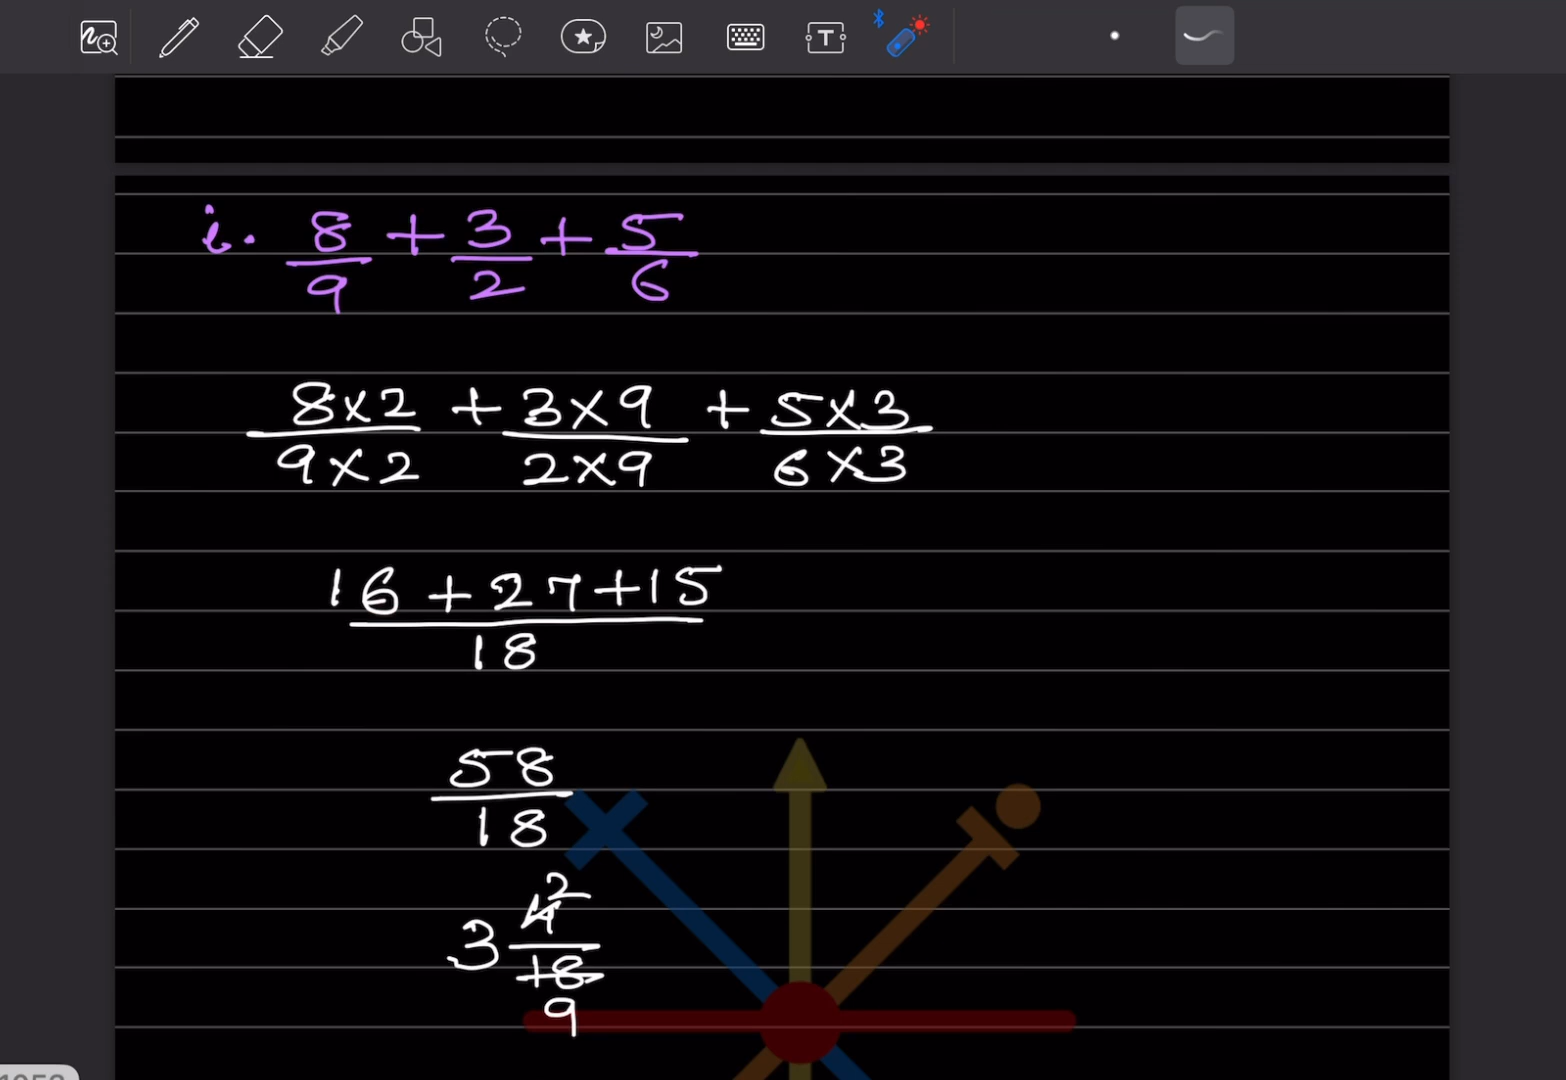 i. 8/9 + 3/2 + 5/6
8×2/9×2 + 3×9/2×9 + 5×3/6×3
16+27+15/18
58/18
3 4/18 2/9